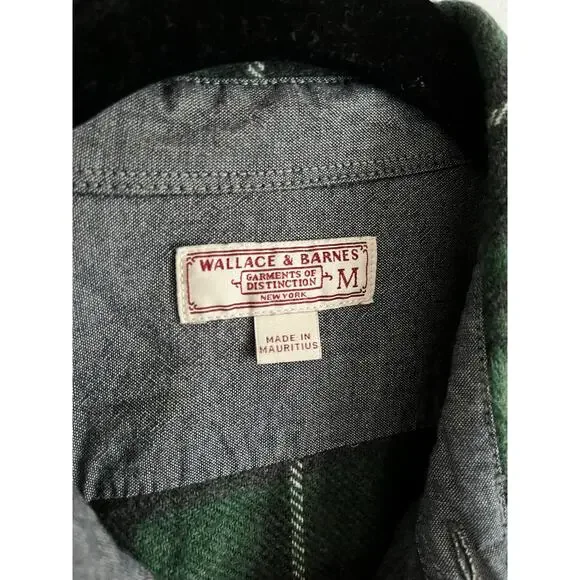 WALLACE & BARNES
GARMENTS OF
DISTINCTION
M
NEW YORK
MADE IN
MAURITIUS